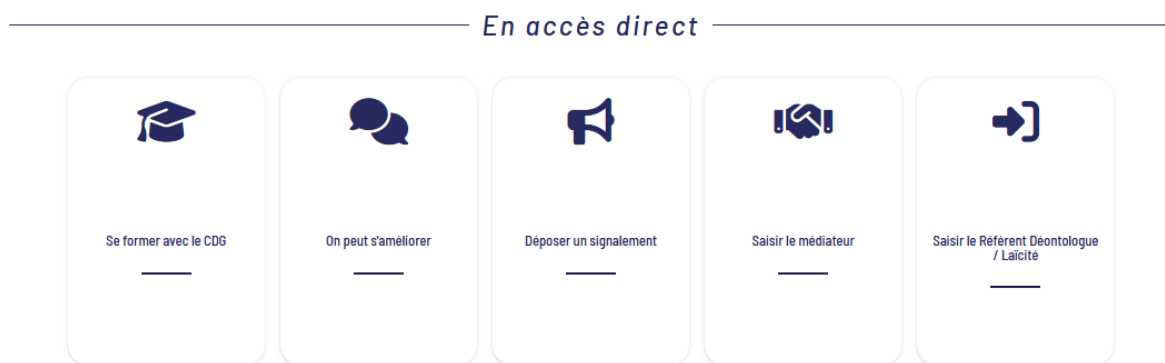 En accès direct
Se former avec le CDG
On peut s'améliorer
Déposer un signalement
Saisir le médiateur
Saisir le Référent Déontologue
/ Laïcité